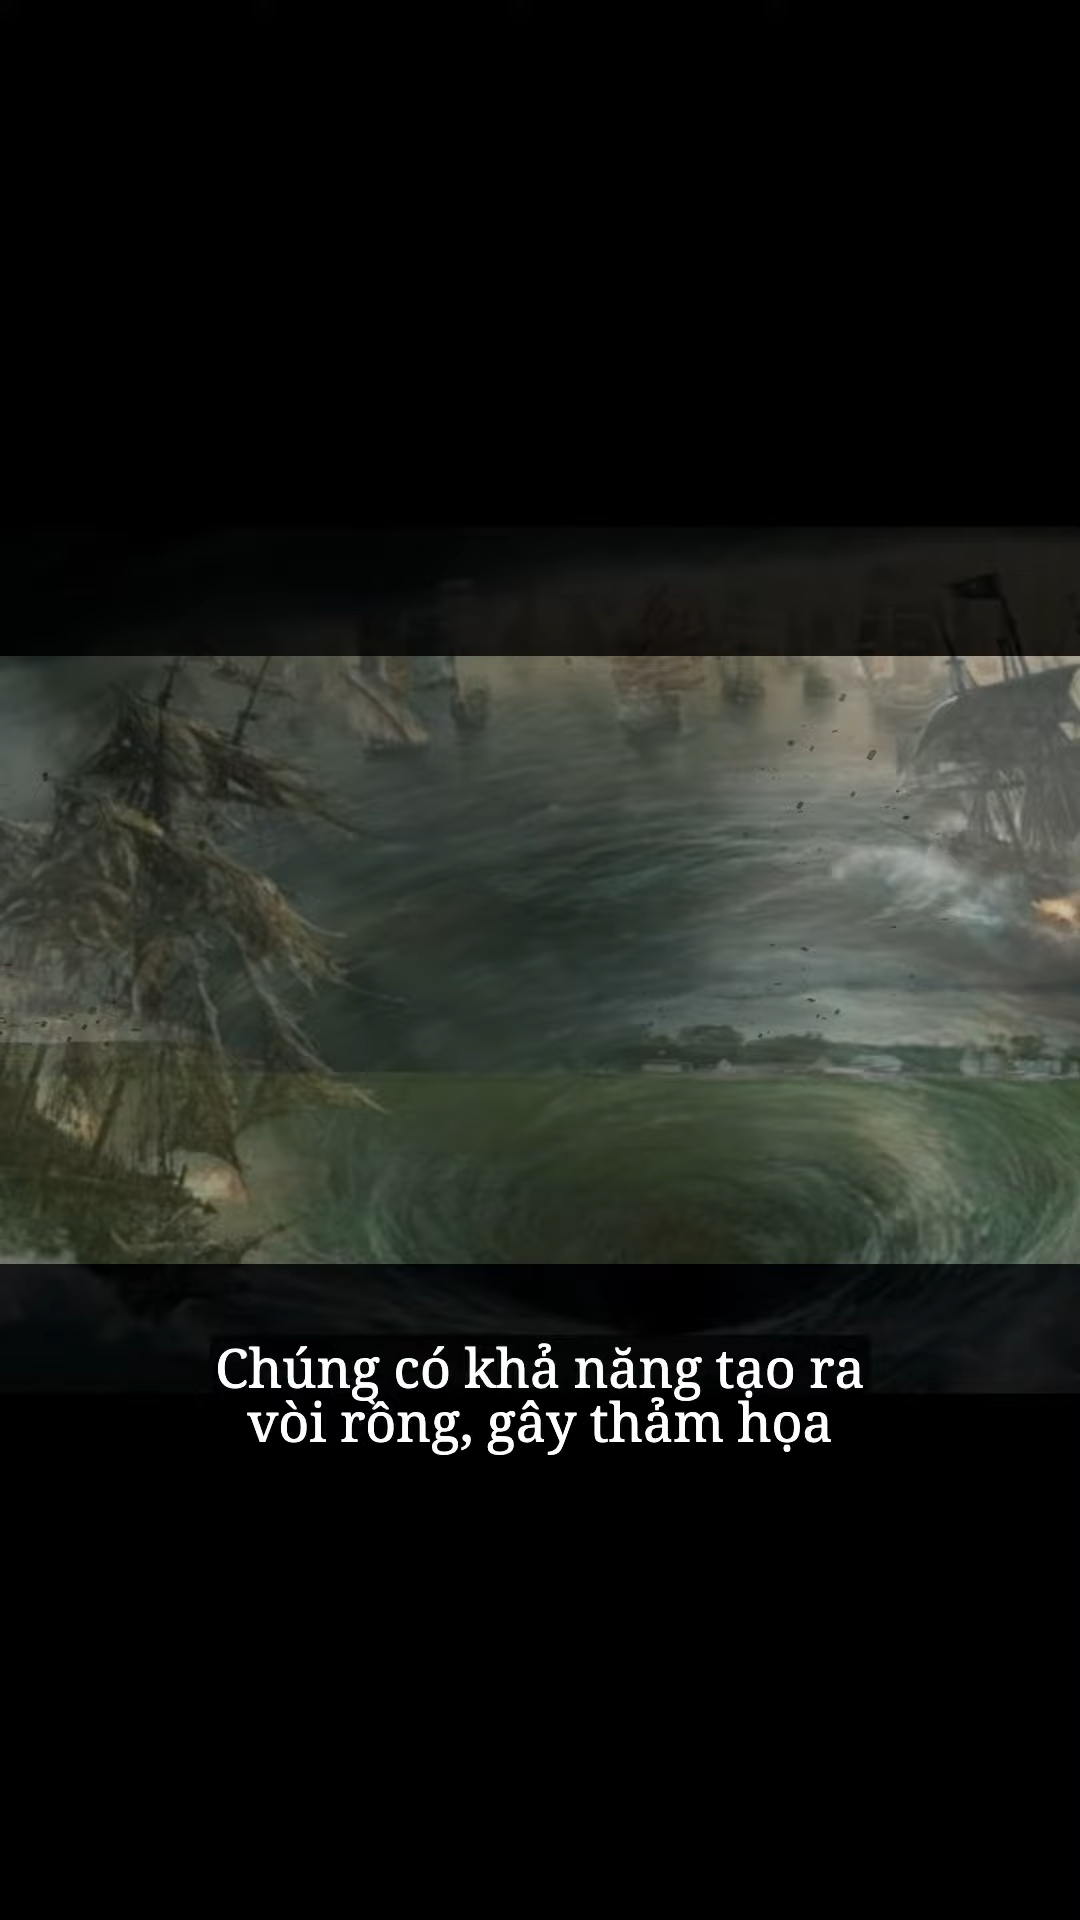 Chúng có khả năng tạo ra
vòi rồng, gây thảm họa